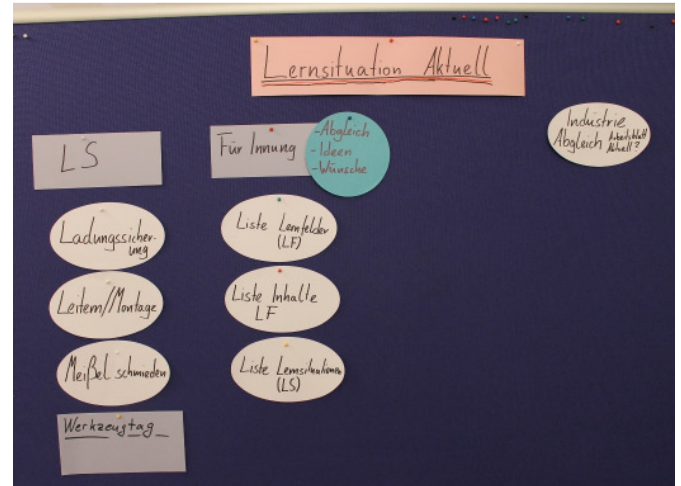 Lernsituation Aktuell
LS
Ladungssicher-
ung
Leitern//Montage
Meißel schmieden
Werkzeugtag
Für Innung
-Abgleich
-Ideen
-Wünsche
Liste Lernfelder
(LF)
Liste Inhalte
LF
Liste Lernsituationen
(LS)
Industrie
Abgleich Arbeitsblatt
Aktuell?